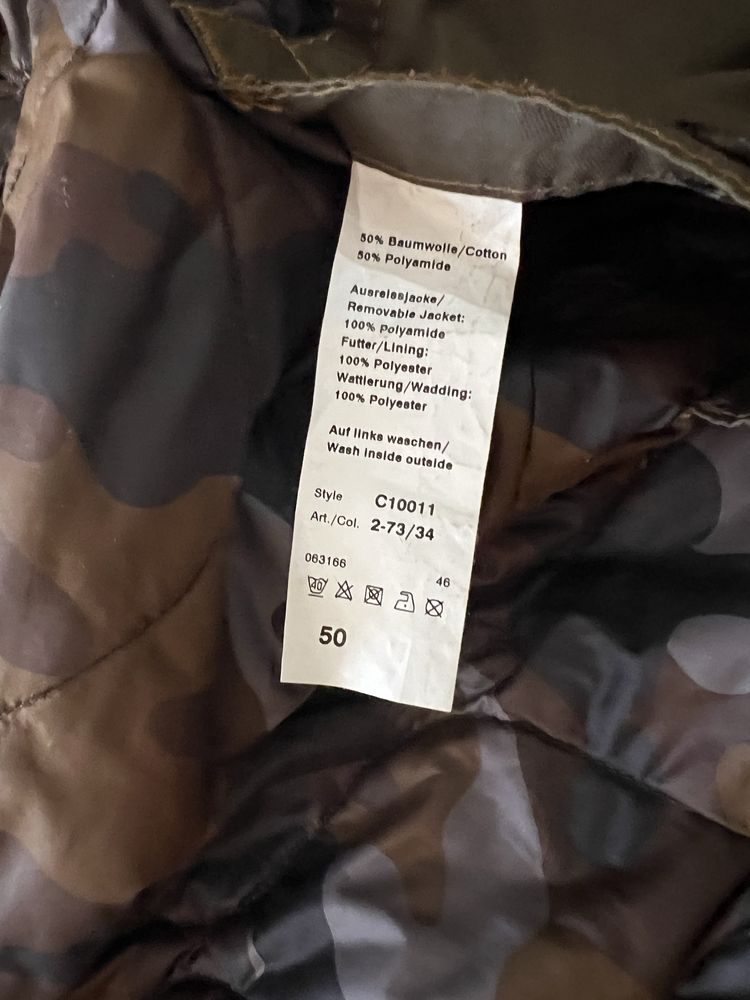 50% Baumwolle/Cotton
50% Polyamide
Ausreissjacke/
Removable Jacket:
100% Polyamide
Futter/Lining:
100% Polyester
Wattierung/Wadding:
100% Polyester
Auf links waschen/
Wash inside outside
Style C10011
Art./Col. 2-73/34
063166 46
40
50